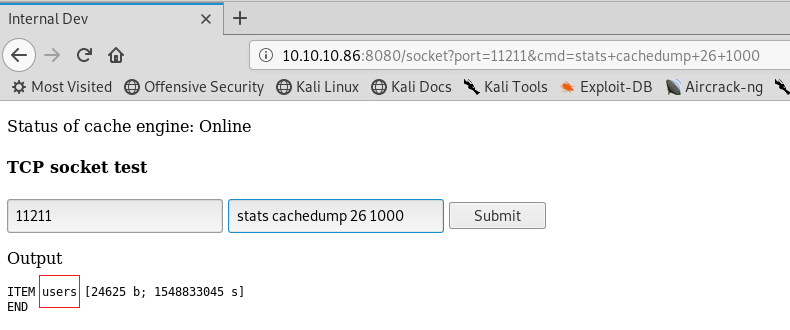 Internal Dev
10.10.10.86:8080/socket?port=11211&cmd=stats+cachedump+26+1000
Most Visited Offensive Security Kali Linux Kali Docs Kali Tools Exploit-DB Aircrack-ng
Status of cache engine: Online
TCP socket test
11211 stats cachedump 26 1000 Submit
Output
ITEM users [24625 b; 1548833045 s]
END